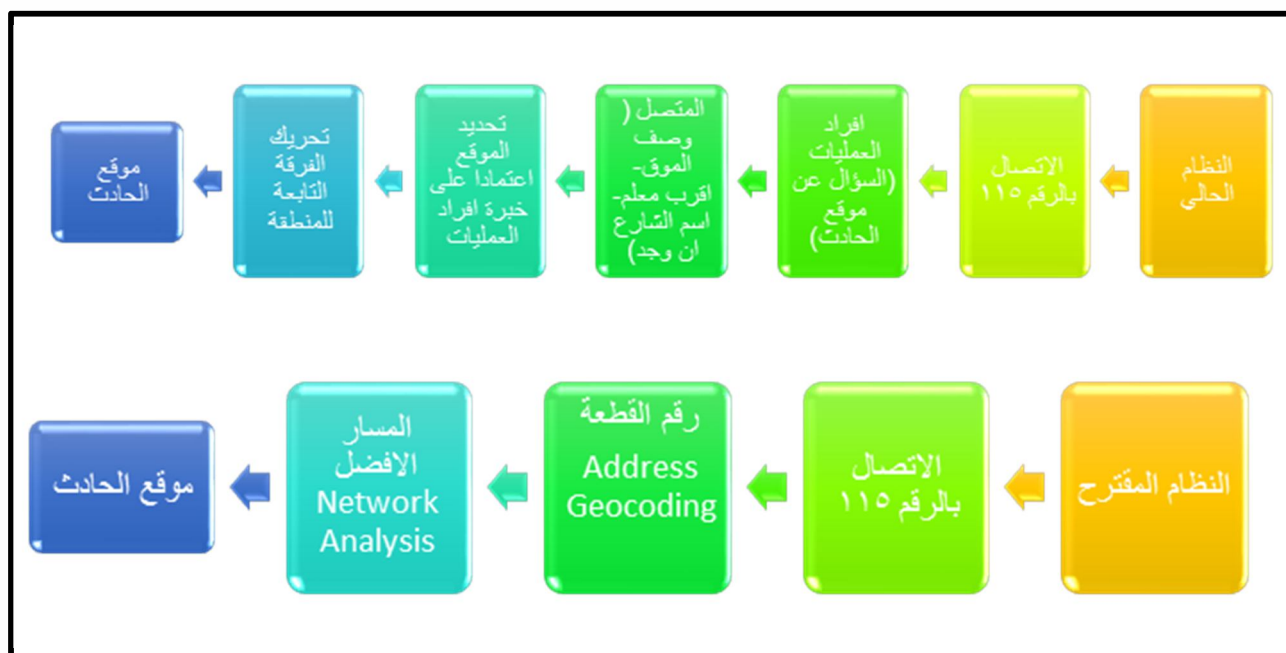 النظام
الحالي
الاتصال
بالرقم ١١٥
افراد
العمليات
(السؤال عن
موقع
الحادث)
المتصل (
وصف
الموق-
اقرب معلم-
اسم الشارع
ان وجد)
تحديد
الموقع
اعتمادا على
خبرة افراد
العمليات
تحريك
الفرقة
التابعة
للمنطقة
موقع
الحادث
النظام المقترح
الاتصال
بالرقم ١١٥
رقم القطعة
Address
Geocoding
المسار
الافضل
Network
Analysis
موقع الحادث